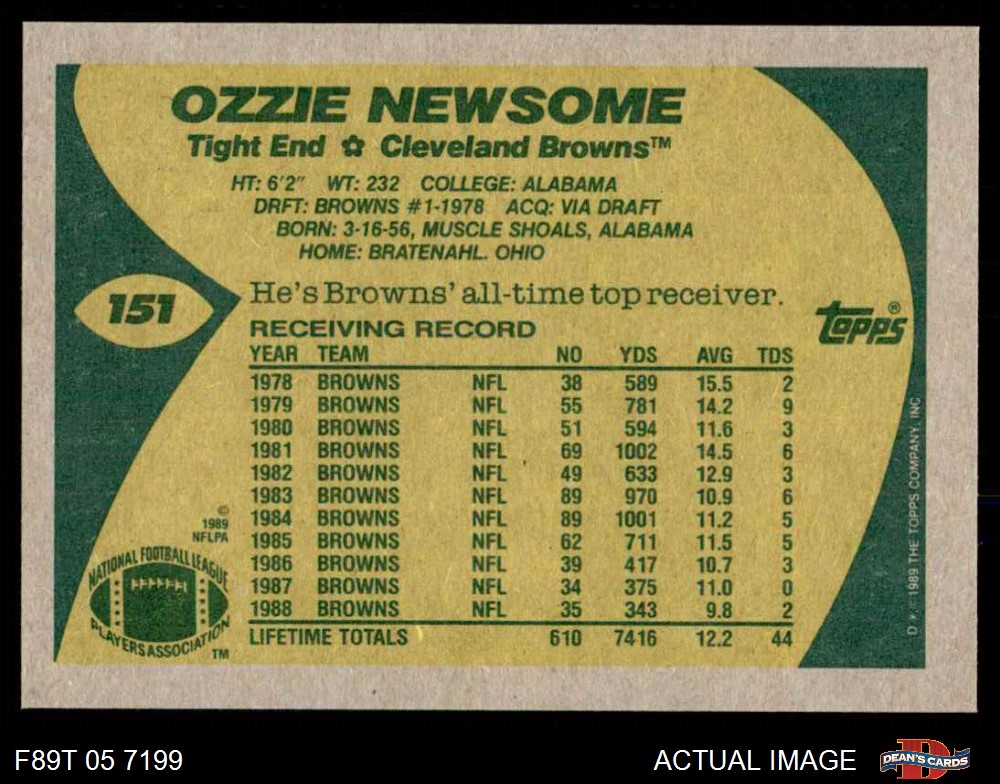 OZZIE NEWSOME
Tight End ✿ Cleveland Browns™
HT: 6'2" WT: 232 COLLEGE: ALABAMA
DRFT: BROWNS #1-1978 ACQ: VIA DRAFT
BORN: 3-16-56, MUSCLE SHOALS, ALABAMA
HOME: BRATENAHL. OHIO
151
He's Browns' all-time top receiver.
topps®
RECEIVING RECORD
YEAR TEAM NO YDS AVG TDS
1978 BROWNS NFL 38 589 15.5 2
1979 BROWNS NFL 55 781 14.2 9
1980 BROWNS NFL 51 594 11.6 3
1981 BROWNS NFL 69 1002 14.5 6
1982 BROWNS NFL 49 633 12.9 3
1983 BROWNS NFL 89 970 10.9 6
1984 BROWNS NFL 89 1001 11.2 5
1985 BROWNS NFL 62 711 11.5 5
1986 BROWNS NFL 39 417 10.7 3
1987 BROWNS NFL 34 375 11.0 0
1988 BROWNS NFL 35 343 9.8 2
LIFETIME TOTALS 610 7416 12.2 44
©
1989
NFLPA
NATIONAL FOOTBALL LEAGUE
PLAYERS ASSOCIATION
TM
D * 1989 THE TOPPS COMPANY, INC
F89T 05 7199
ACTUAL IMAGE
D
DEAN'S CARDS